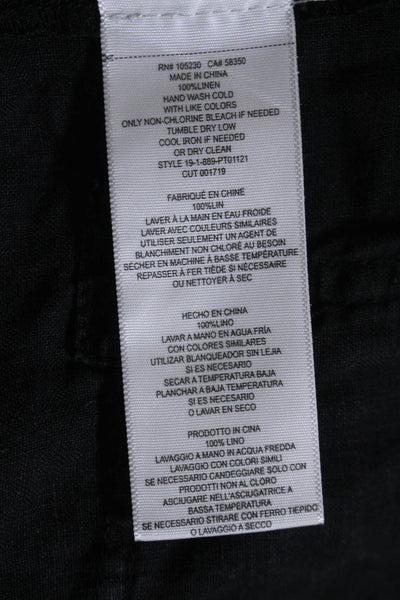 RN# 105230 CA# 58350
MADE IN CHINA
100%LINEN
HAND WASH COLD
WITH LIKE COLORS
ONLY NON-CHLORINE BLEACH IF NEEDED
TUMBLE DRY LOW
COOL IRON IF NEEDED
OR DRY CLEAN
STYLE 19-1-889-PT01121
CUT 001719
FABRIQUÉ EN CHINE
100%LIN
LAVER À LA MAIN EN EAU FROIDE
LAVER AVEC COULEURS SIMILAIRES
UTILISER SEULEMENT UN AGENT DE
BLANCHIMENT NON CHLORÉ AU BESOIN
SÉCHER EN MACHINE À BASSE TEMPÉRATURE
REPASSER À FER TIÈDE SI NÉCESSAIRE
OU NETTOYER À SEC
HECHO EN CHINA
100%LINO
LAVAR A MANO EN AGUA FRÍA
CON COLORES SIMILARES
UTILIZAR BLANQUEADOR SIN LEJIA
SI ES NECESARIO
SECAR A TEMPERATURA BAJA
PLANCHAR A BAJA TEMPERATURA
SI ES NECESARIO
O LAVAR EN SECO
PRODOTTO IN CINA
100% LINO
LAVAGGIO A MANO IN ACQUA FREDDA
LAVAGGIO CON COLORI SIMILI
SE NECESSARIO CANDEGGIARE SOLO CON
PRODOTTI NON AL CLORO
ASCIUGARE NELL'ASCIUGATRICE A
BASSA TEMPERATURA
SE NECESSARIO STIRARE CON FERRO TIEPIDO
O LAVAGGIO A SECCO